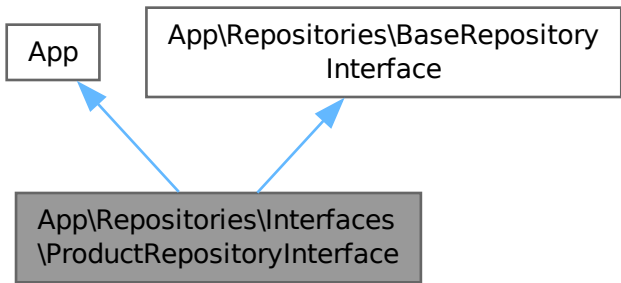 App
App\Repositories\BaseRepository
Interface
App\Repositories\Interfaces
\ProductRepositoryInterface